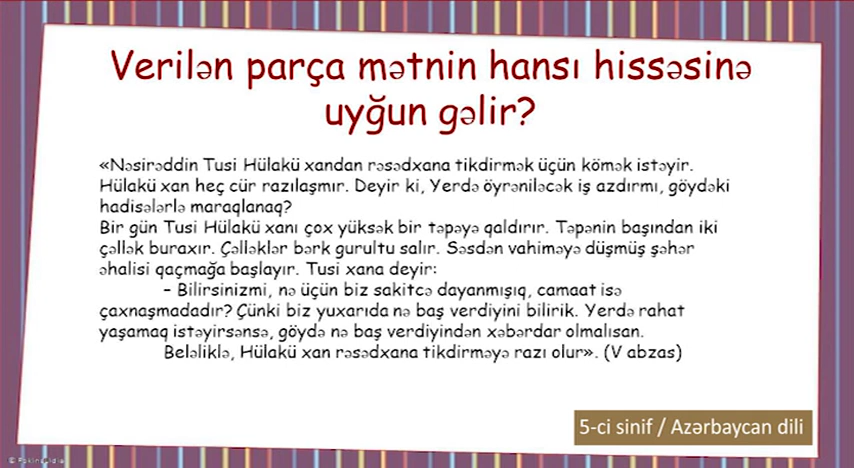 Verilən parça mətnin hansı hissəsinə
uyğun gəlir?
«Nəsirəddin Tusi Hülakü xandan rəsədxana tikdirmək üçün kömək istəyir.
Hülakü xan heç cür razılaşmır. Deyir ki, Yerdə öyrəniləcək iş azdırmı, göydəki
hadisələrlə maraqlanaq?
Bir gün Tusi Hülakü xanı çox yüksək bir təpəyə qaldırır. Təpənin başından iki
çəllək buraxır. Çəlləklər bərk gurultu salır. Səsdən vahiməyə düşmüş şəhər
əhalisi qaçmağa başlayır. Tusi xana deyir:
– Bilirsinizmi, nə üçün biz sakitcə dayanmışıq, camaat isə
çaxnaşmadadır? Çünki biz yuxarıda nə baş verdiyini bilirik. Yerdə rahat
yaşamaq istəyirsənsə, göydə nə baş verdiyindən xəbərdar olmalısan.
Beləliklə, Hülakü xan rəsədxana tikdirməyə razı olur». (V abzas)
5-ci sinif / Azərbaycan dili